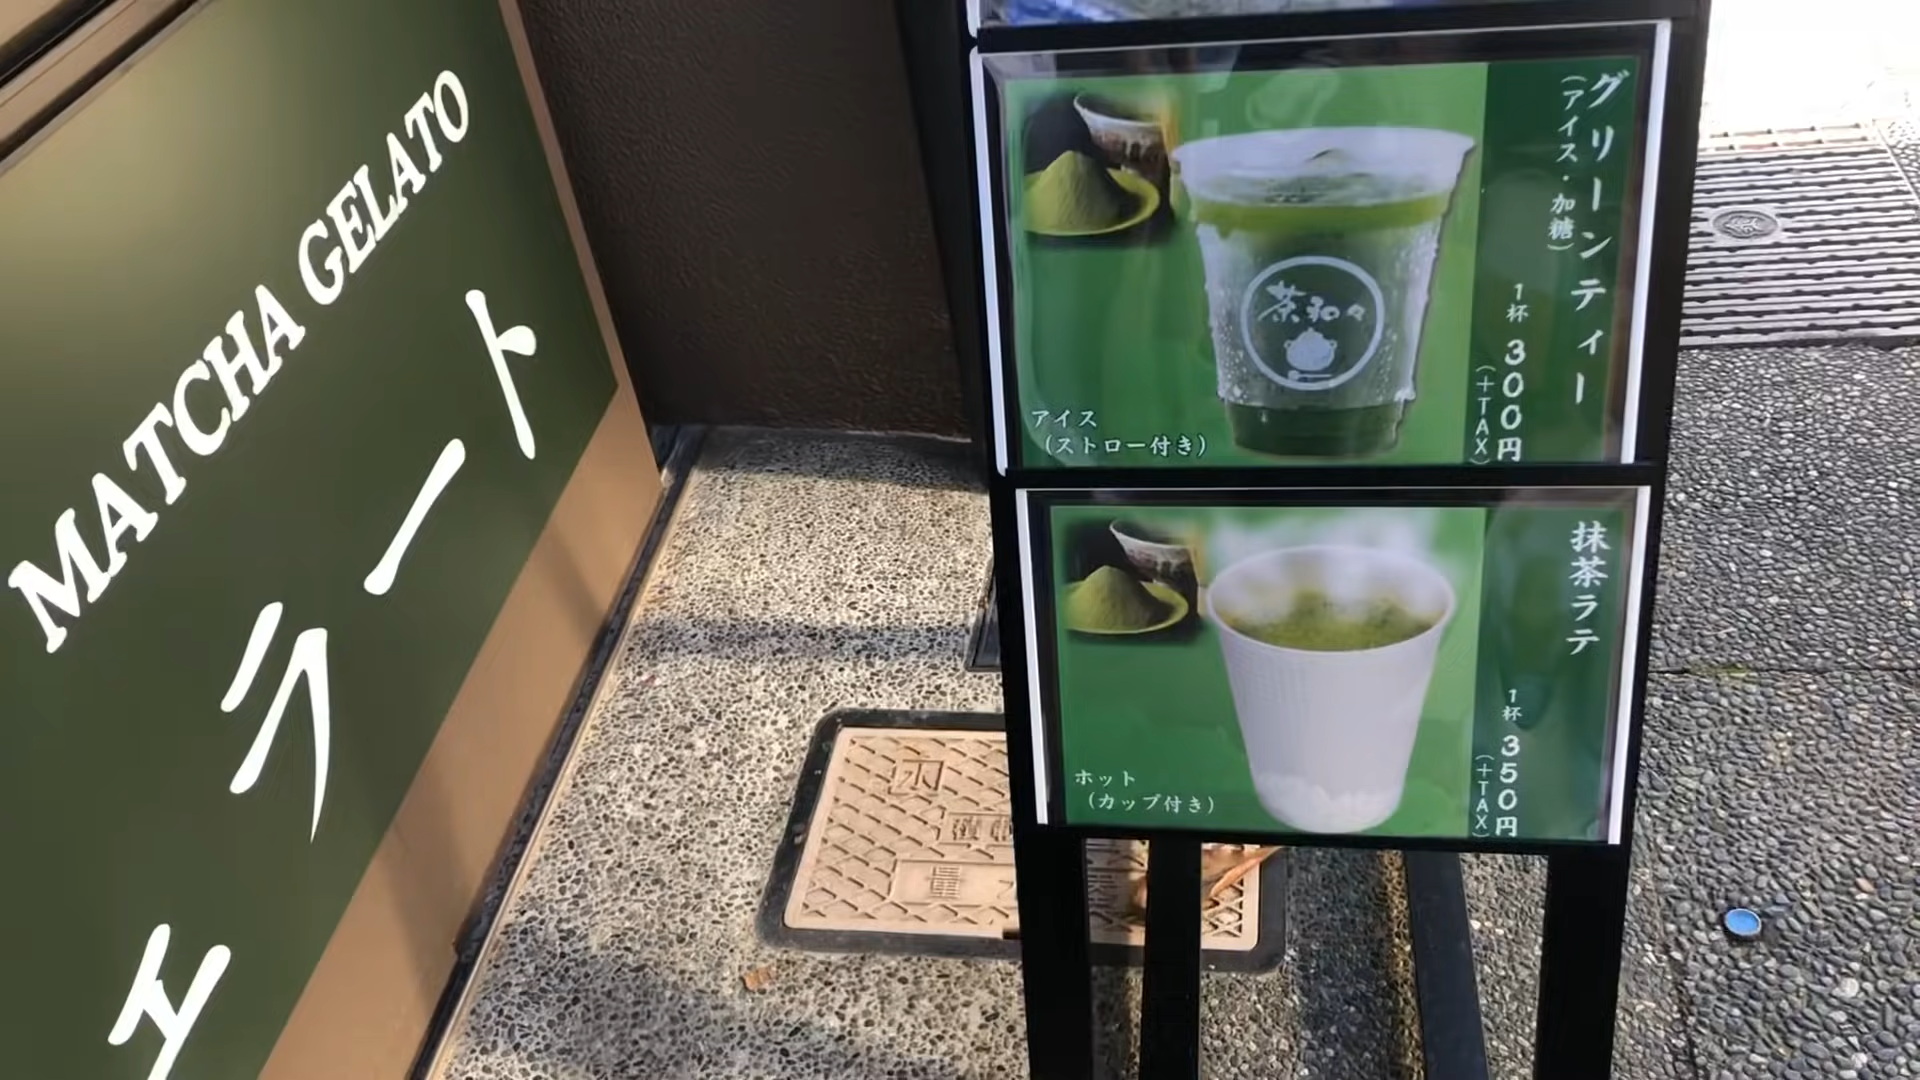 MATCHA GELATO
ェラート
グリーンティー
(アイス・加糖)
1杯 300円
(+TAX)
茶和々
アイス
(ストロー付き)
抹茶ラテ
1杯 350円
(+TAX)
ホット
(カップ付き)
量